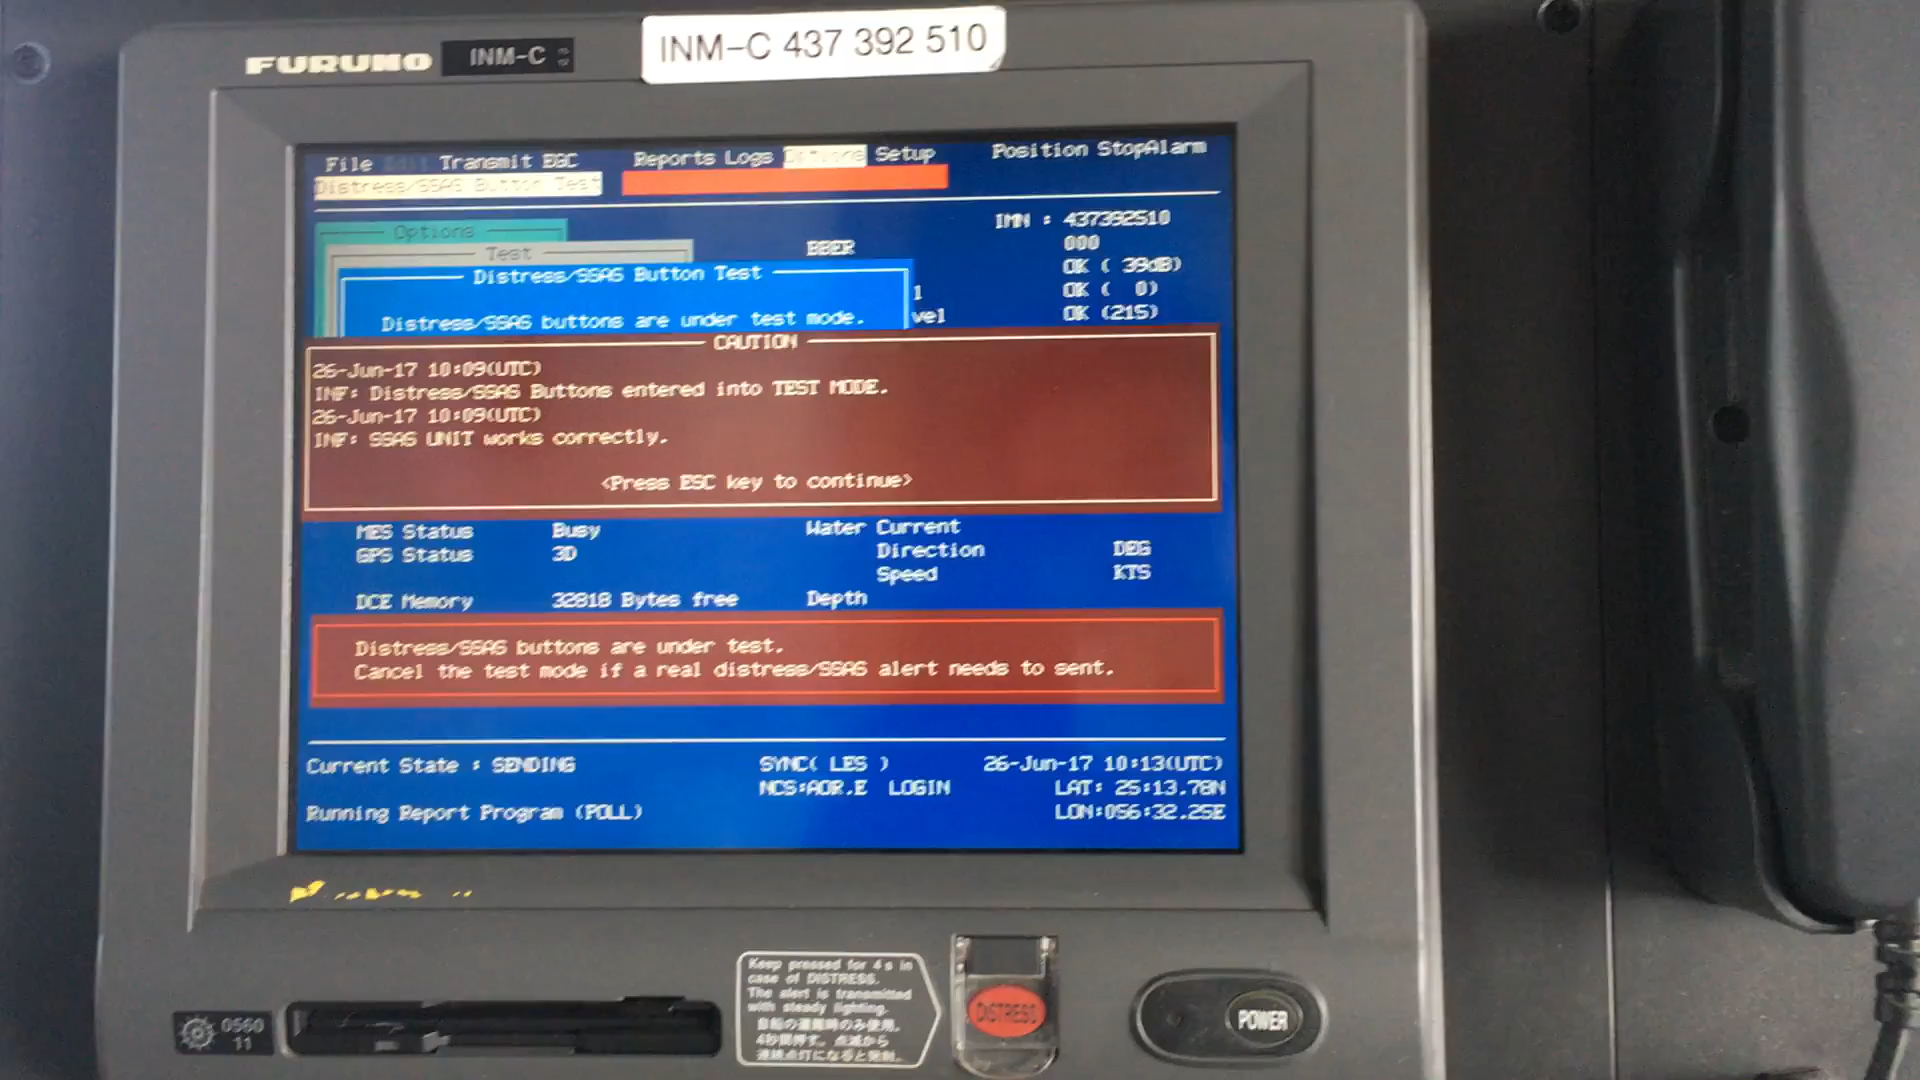 FURUNO INM-C
INM-C 437 392 510
File Edit Transmit EGC Reports Logs Options Setup Position StopAlarm
Distress/SSAS Button Test
Options
Test
Distress/SSAS Button Test
Distress/SSAS buttons are under test mode.
BBER
l
vel
IMN : 437392510
000
OK ( 39dB)
OK ( 0)
OK (215)
CAUTION
26-Jun-17 10:09(UTC)
INF: Distress/SSAS Buttons entered into TEST MODE.
26-Jun-17 10:09(UTC)
INF: SSAS UNIT works correctly.
<Press ESC key to continue>
MES Status Busy Water Current
GPS Status 3D Direction DEG
Speed KTS
DCE Memory 32818 Bytes free Depth
Distress/SSAS buttons are under test.
Cancel the test mode if a real distress/SSAS alert needs to sent.
Current State : SENDING SYNC( LES ) 26-Jun-17 10:13(UTC)
NCS:AOR.E LOGIN LAT: 25:13.78N
Running Report Program (POLL) LON:056:32.25E
Keep pressed for 4 s in
case of DISTRESS.
The alert is transmitted
with steady lighting.
自船の遭難時のみ使用。
4秒間押す。点滅から
連続点灯になると発射。
DISTRESS
POWER
0560
11